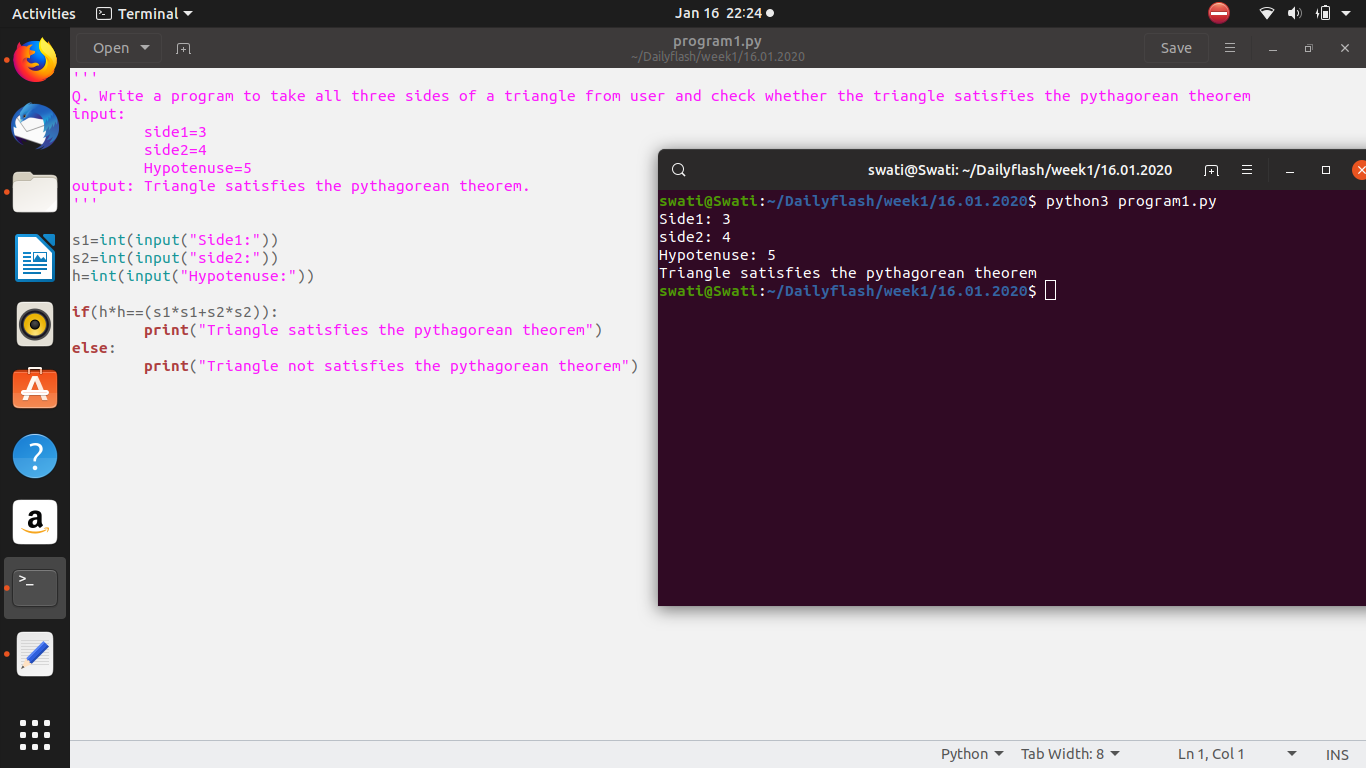 Activities Terminal Jan 16 22:24
Open program1.py Save
~/Dailyflash/week1/16.01.2020
'''
Q. Write a program to take all three sides of a triangle from user and check whether the triangle satisfies the pythagorean theorem
input:
        side1=3
        side2=4
        Hypotenuse=5
output: Triangle satisfies the pythagorean theorem.
'''
s1=int(input("Side1:"))
s2=int(input("side2:"))
h=int(input("Hypotenuse:"))
if(h*h==(s1*s1+s2*s2)):
        print("Triangle satisfies the pythagorean theorem")
else:
        print("Triangle not satisfies the pythagorean theorem")
swati@Swati: ~/Dailyflash/week1/16.01.2020
swati@Swati:~/Dailyflash/week1/16.01.2020$ python3 program1.py
Side1: 3
side2: 4
Hypotenuse: 5
Triangle satisfies the pythagorean theorem
swati@Swati:~/Dailyflash/week1/16.01.2020$
?
a
>_
Python Tab Width: 8 Ln 1, Col 1 INS